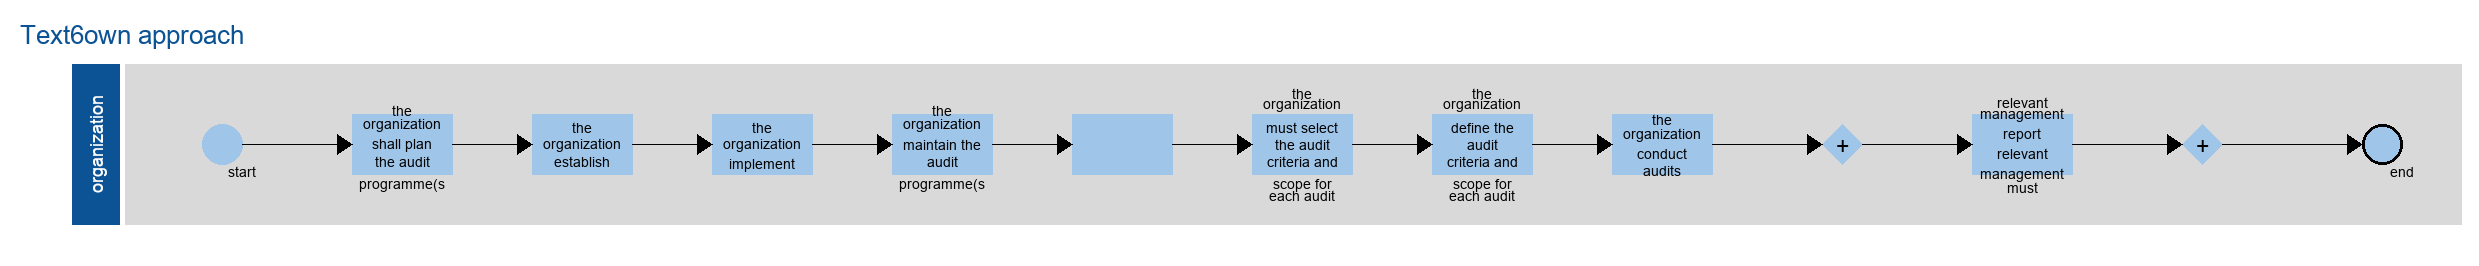 Text6own approach
organization
start
the
organization
shall plan
the audit
programme(s
the
organization
establish
the
organization
implement
the
organization
maintain the
audit
programme(s
the
organization
must select
the audit
criteria and
scope for
each audit
the
organization
define the
audit
criteria and
scope for
each audit
the
organization
conduct
audits
+
relevant
management
report
relevant
management
must
+
end